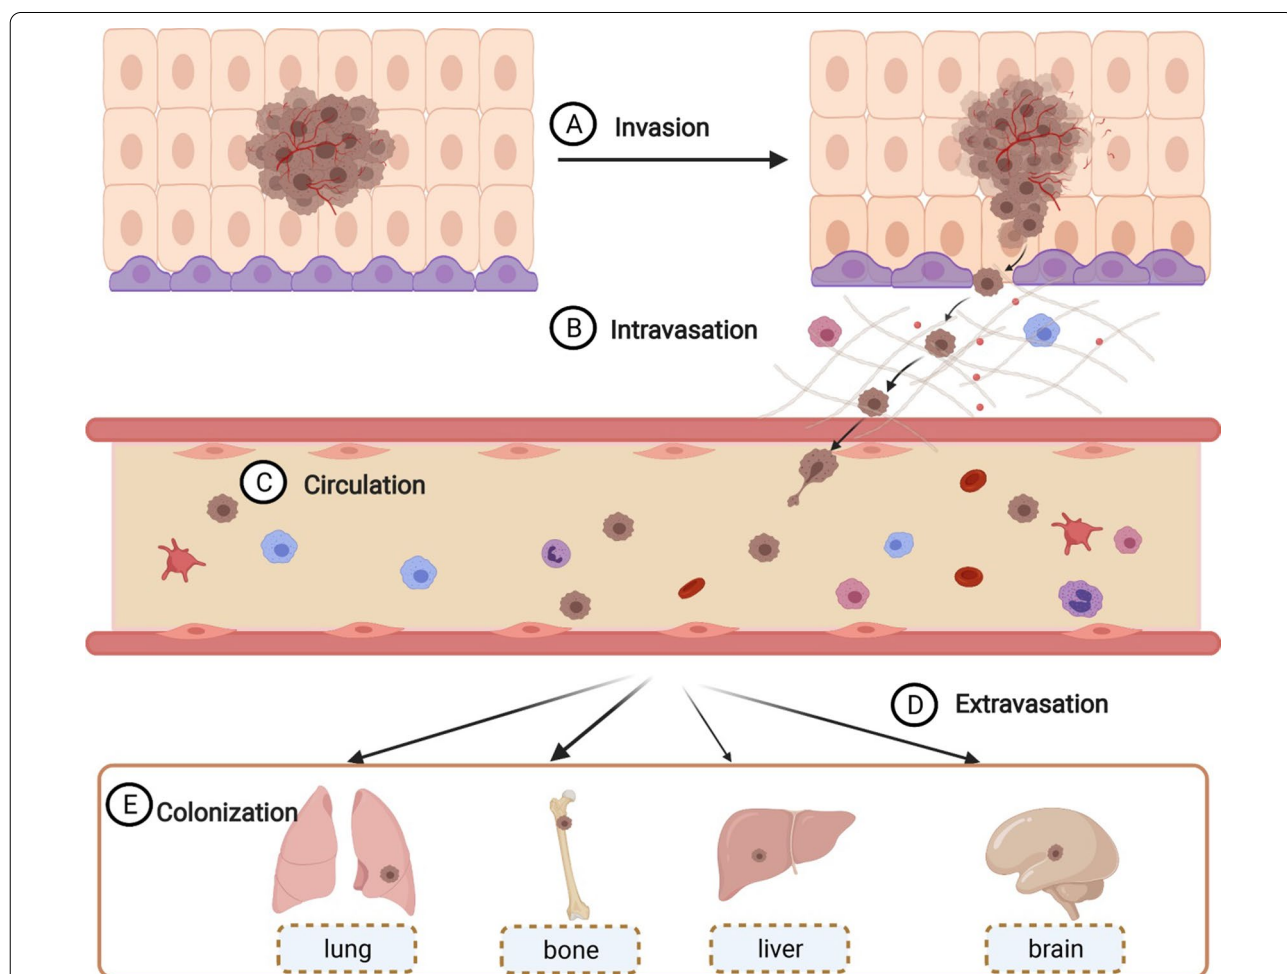 A Invasion
B Intravasation
C Circulation
D Extravasation
E Colonization
lung bone liver brain